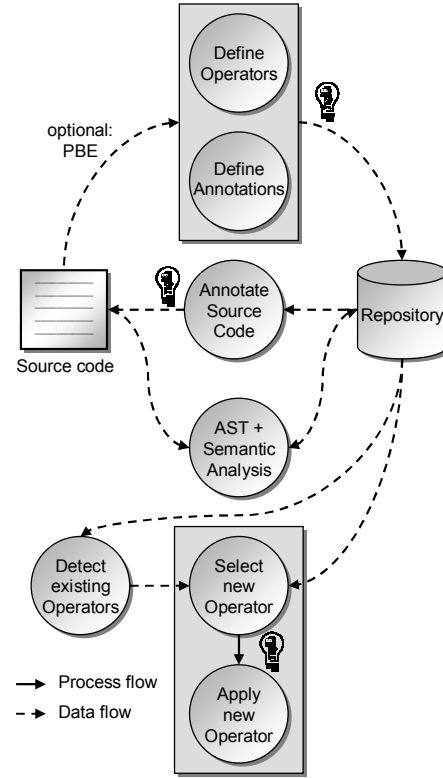 Define
Operators
optional:
PBE
Define
Annotations
Annotate
Source
Code
Repository
Source code
AST +
Semantic
Analysis
Detect
existing
Operators
Select
new
Operator
Process flow
Data flow
Apply
new
Operator